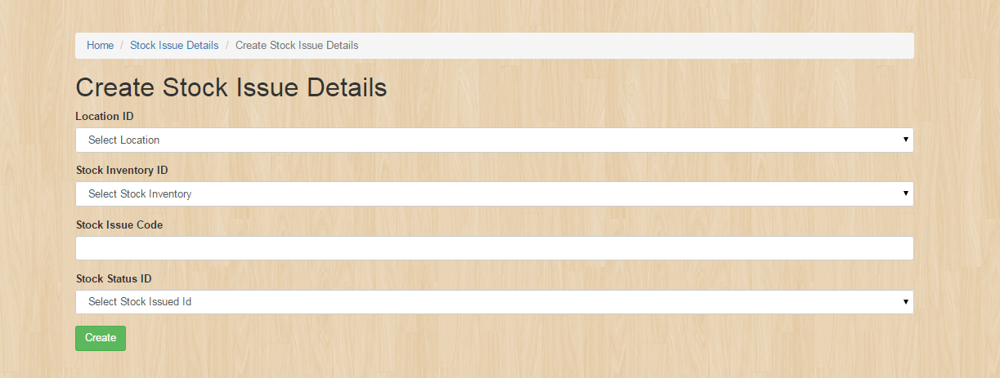 Home / Stock Issue Details / Create Stock Issue Details
Create Stock Issue Details
Location ID
Select Location
Stock Inventory ID
Select Stock Inventory
Stock Issue Code
Stock Status ID
Select Stock Issued Id
Create